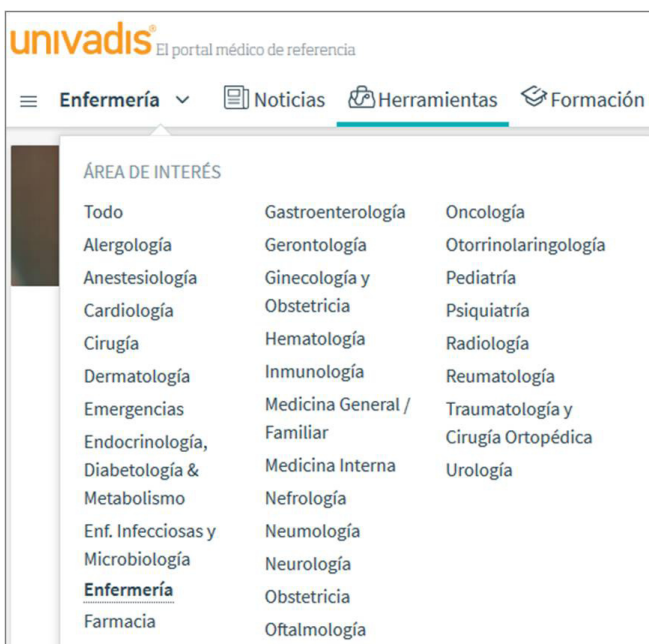 univadis®
El portal médico de referencia
Enfermería
Noticias
Herramientas
Formación
ÁREA DE INTERÉS
Todo
Alergología
Anestesiología
Cardiología
Cirugía
Dermatología
Emergencias
Endocrinología,
Diabetología &
Metabolismo
Enf. Infecciosas y
Microbiología
Enfermería
Farmacia
Gastroenterología
Gerontología
Ginecología y
Obstetricia
Hematología
Inmunología
Medicina General /
Familiar
Medicina Interna
Nefrología
Neumología
Neurología
Obstetricia
Oftalmología
Oncología
Otorrinolaringología
Pediatría
Psiquiatría
Radiología
Reumatología
Traumatología y
Cirugía Ortopédica
Urología